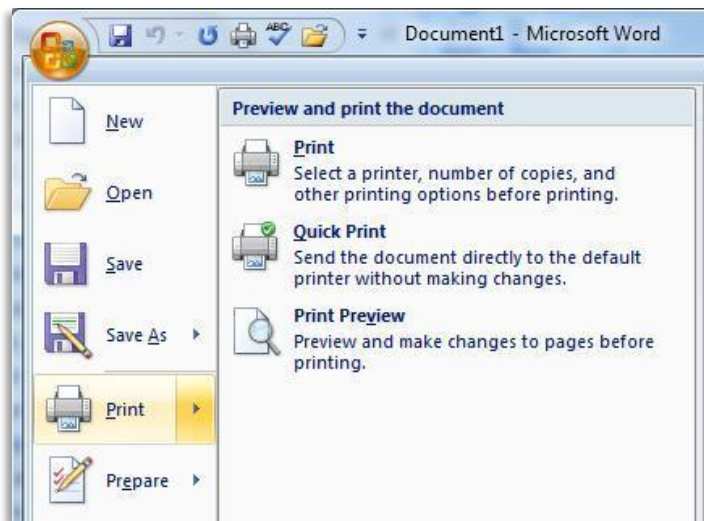 ABC
Document1 - Microsoft Word
New
Open
Save
Save As
Print
Prepare
Preview and print the document
Print
Select a printer, number of copies, and
other printing options before printing.
Quick Print
Send the document directly to the default
printer without making changes.
Print Preview
Preview and make changes to pages before
printing.